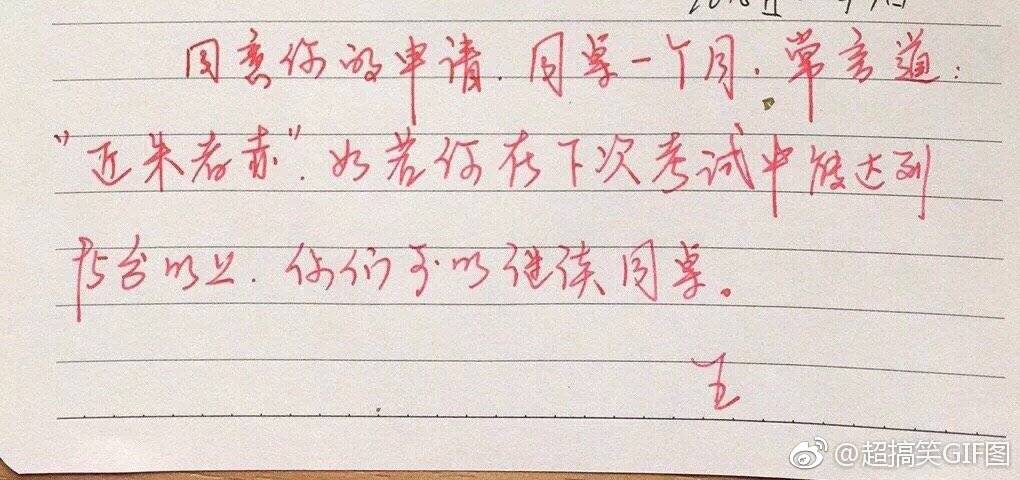 同意你的申请.同桌一个月.常言道:
"近朱者赤".如若你在下次考试中能达到
75分以上.你们可以继续同桌。
王
@超搞笑GIF图